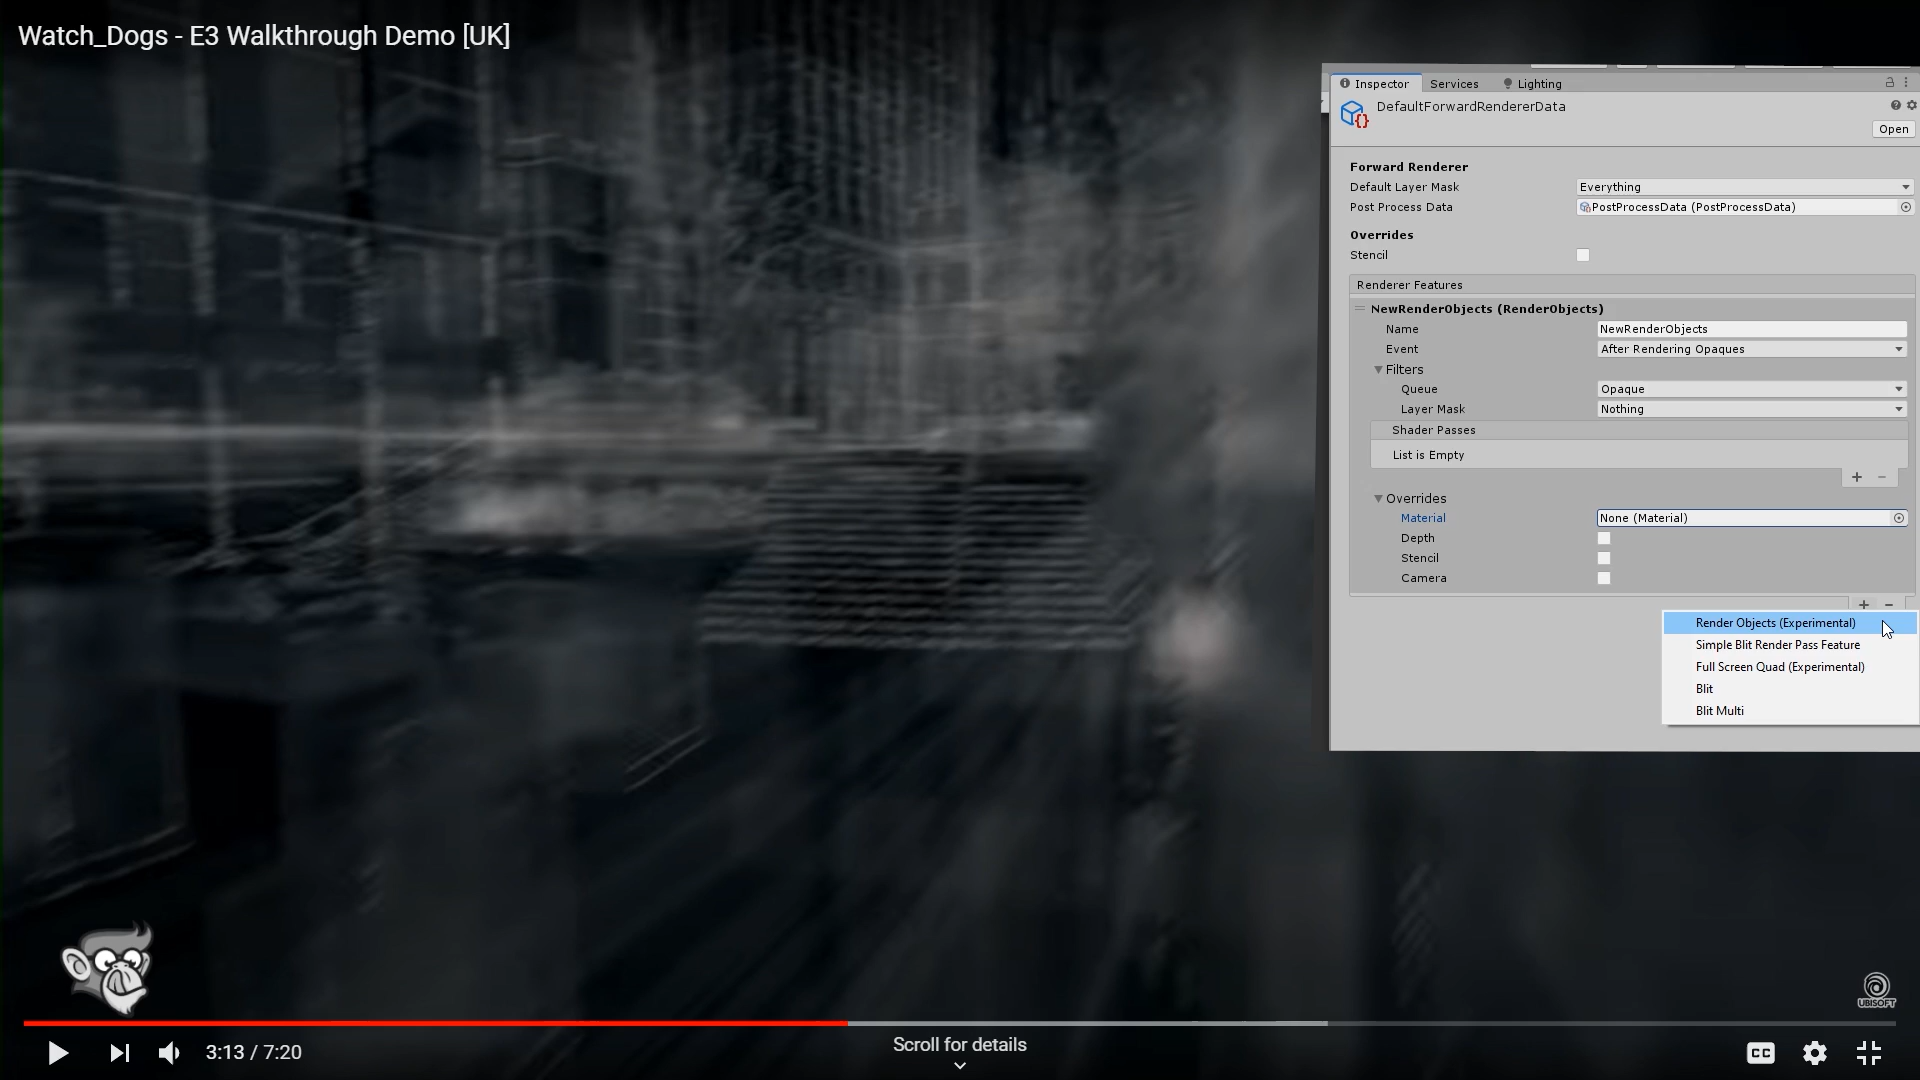 Watch_Dogs - E3 Walkthrough Demo [UK]
Inspector
Services
Lighting
DefaultForwardRendererData
Open
Forward Renderer
Default Layer Mask
Everything
Post Process Data
PostProcessData (PostProcessData)
Overrides
Stencil
Renderer Features
NewRenderObjects (RenderObjects)
Name
NewRenderObjects
Event
After Rendering Opaques
Filters
Queue
Opaque
Layer Mask
Nothing
Shader Passes
List is Empty
Overrides
Material
None (Material)
Depth
Stencil
Camera
Render Objects (Experimental)
Simple Blit Render Pass Feature
Full Screen Quad (Experimental)
Blit
Blit Multi
UBISOFT
3:13 / 7:20
Scroll for details
CC